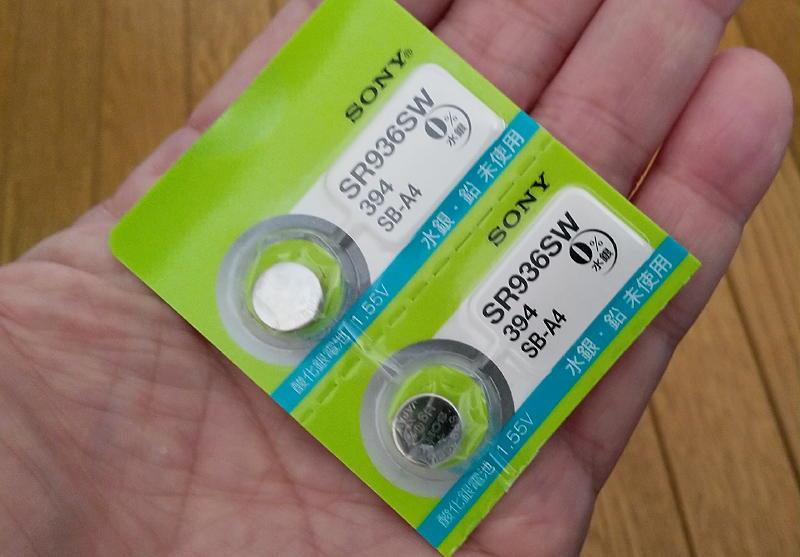 SONY®
SR936SW
394
SB-A4
0%
水銀
水銀・鉛 未使用
酸化銀電池/1.55V
SONY
SR936SW
394
SB-A4
0%
水銀
水銀・鉛 未使用
酸化銀電池/1.55V